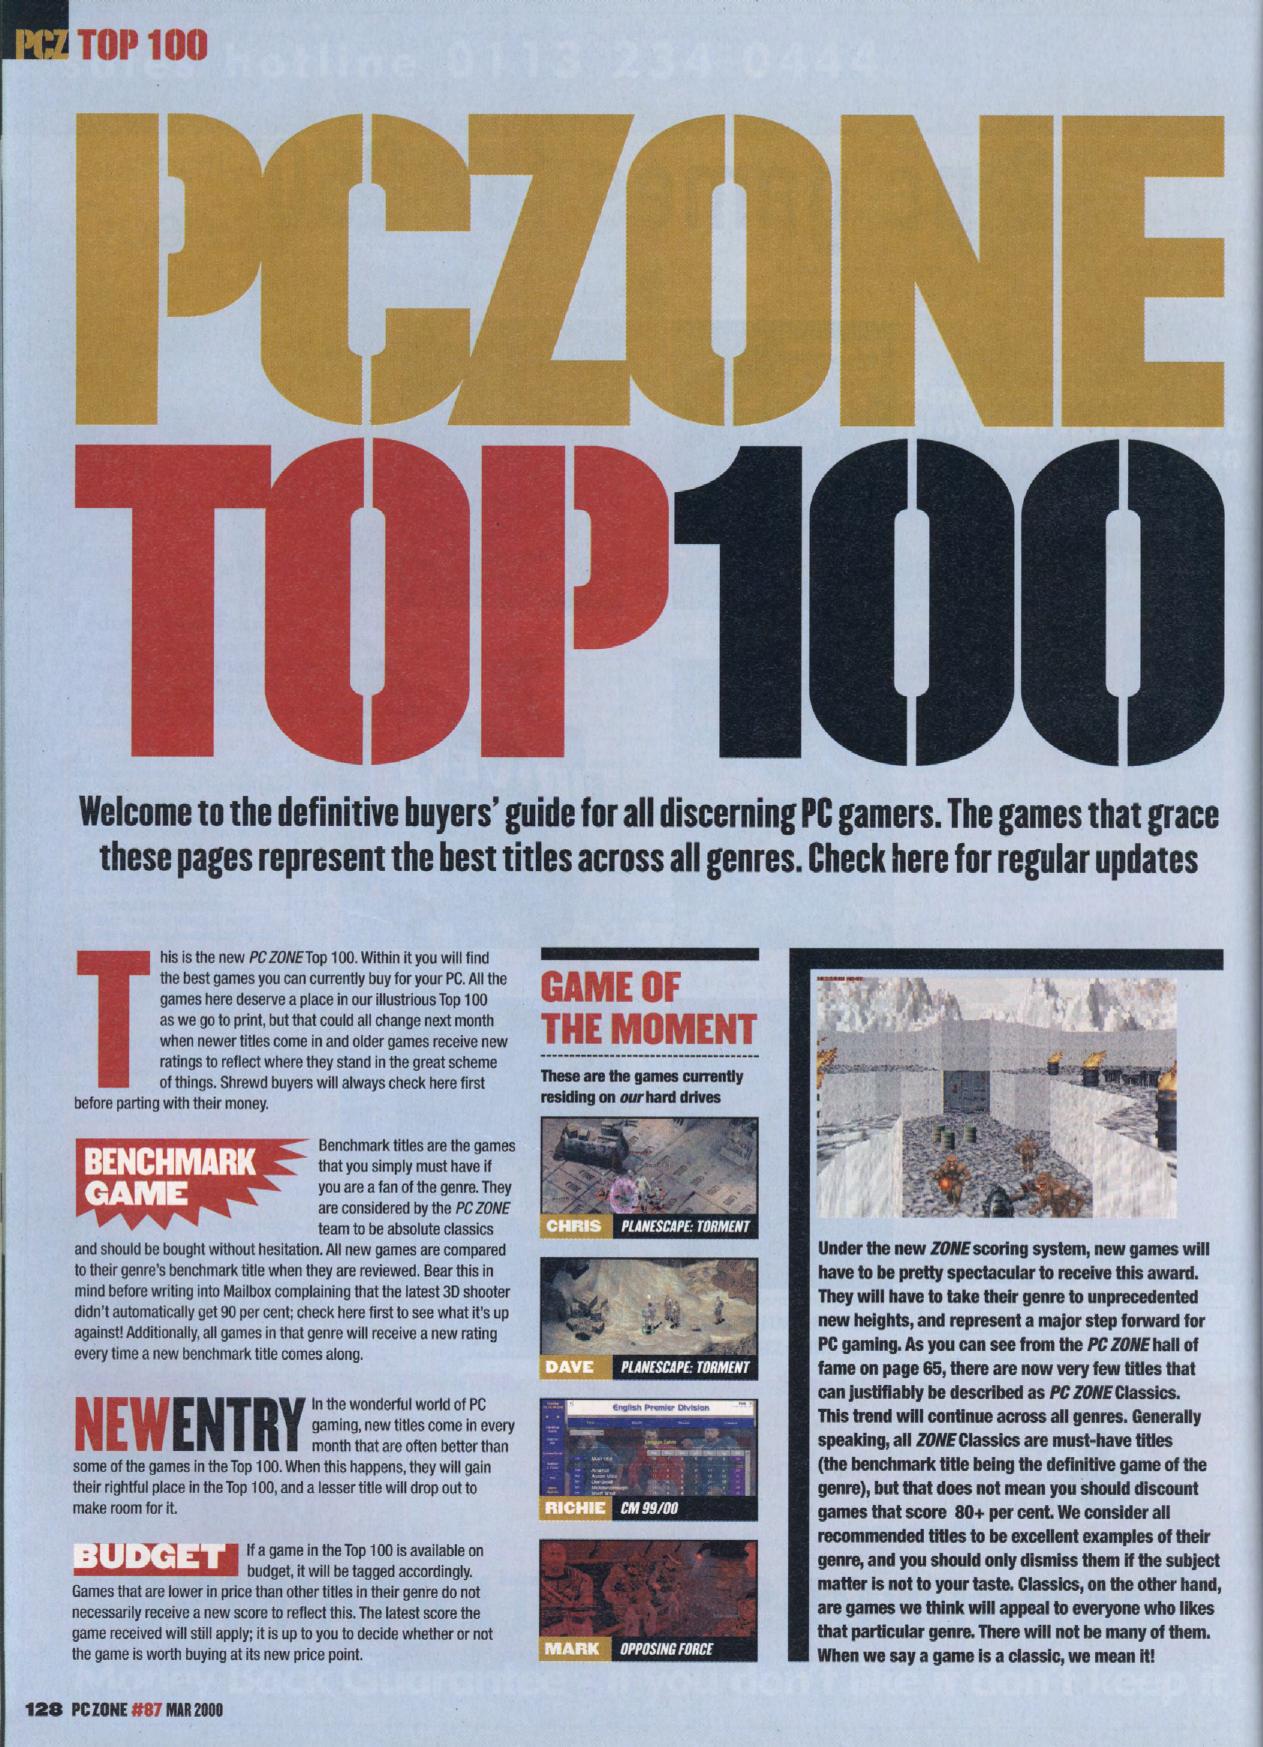 PCZ TOP 100
sales hotline 0113 234 0444
PCZONE
TOP100
Welcome to the definitive buyers' guide for all discerning PC gamers. The games that grace
these pages represent the best titles across all genres. Check here for regular updates
This is the new PC ZONE Top 100. Within it you will find
the best games you can currently buy for your PC. All the
games here deserve a place in our illustrious Top 100
as we go to print, but that could all change next month
when newer titles come in and older games receive new
ratings to reflect where they stand in the great scheme
of things. Shrewd buyers will always check here first
before parting with their money.
BENCHMARK
GAME
Benchmark titles are the games
that you simply must have if
you are a fan of the genre. They
are considered by the PC ZONE
team to be absolute classics
and should be bought without hesitation. All new games are compared
to their genre's benchmark title when they are reviewed. Bear this in
mind before writing into Mailbox complaining that the latest 3D shooter
didn't automatically get 90 per cent; check here first to see what it's up
against! Additionally, all games in that genre will receive a new rating
every time a new benchmark title comes along.
NEWENTRY
In the wonderful world of PC
gaming, new titles come in every
month that are often better than
some of the games in the Top 100. When this happens, they will gain
their rightful place in the Top 100, and a lesser title will drop out to
make room for it.
BUDGET
If a game in the Top 100 is available on
budget, it will be tagged accordingly.
Games that are lower in price than other titles in their genre do not
necessarily receive a new score to reflect this. The latest score the
game received will still apply; it is up to you to decide whether or not
the game is worth buying at its new price point.
GAME OF
THE MOMENT
These are the games currently
residing on our hard drives
CHRIS PLANESCAPE: TORMENT
DAVE PLANESCAPE: TORMENT
English Premier Division
RICHIE CM 99/00
MARK OPPOSING FORCE
Under the new ZONE scoring system, new games will
have to be pretty spectacular to receive this award.
They will have to take their genre to unprecedented
new heights, and represent a major step forward for
PC gaming. As you can see from the PC ZONE hall of
fame on page 65, there are now very few titles that
can justifiably be described as PC ZONE Classics.
This trend will continue across all genres. Generally
speaking, all ZONE Classics are must-have titles
(the benchmark title being the definitive game of the
genre), but that does not mean you should discount
games that score 80+ per cent. We consider all
recommended titles to be excellent examples of their
genre, and you should only dismiss them if the subject
matter is not to your taste. Classics, on the other hand,
are games we think will appeal to everyone who likes
that particular genre. There will not be many of them.
When we say a game is a classic, we mean it!
128 PC ZONE #87 MAR 2000